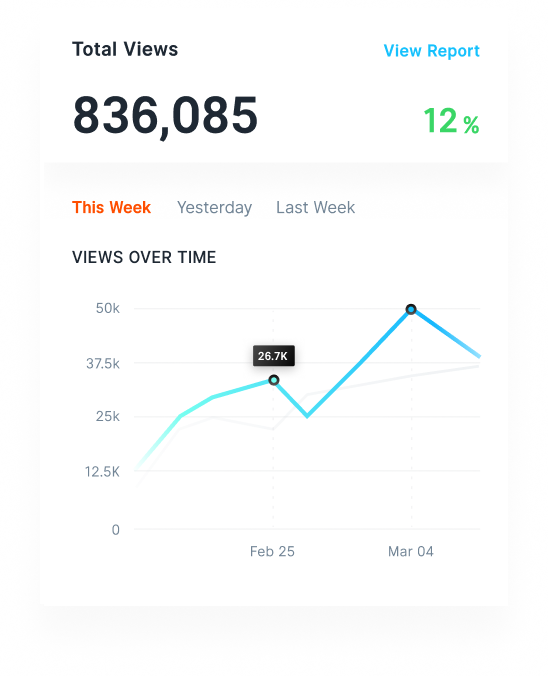 Total Views View Report
836,085 12 %
This Week Yesterday Last Week
VIEWS OVER TIME
50k
26.7K
37.5k
25k
12.5K
0
Feb 25 Mar 04